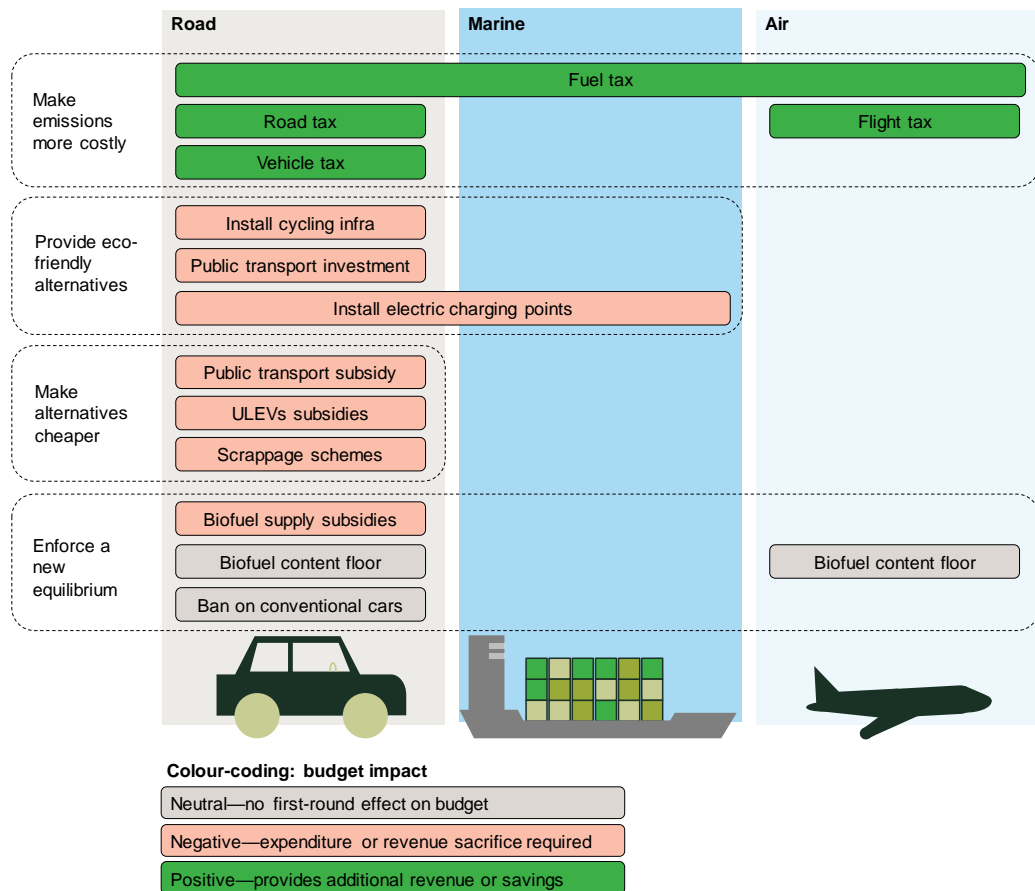 Road
Marine
Air
Make
emissions
more costly
Fuel tax
Road tax
Flight tax
Vehicle tax
Provide eco-
friendly
alternatives
Install cycling infra
Public transport investment
Install electric charging points
Make
alternatives
cheaper
Public transport subsidy
ULEVs subsidies
Scrappage schemes
Enforce a
new
equilibrium
Biofuel supply subsidies
Biofuel content floor
Biofuel content floor
Ban on conventional cars
Colour-coding: budget impact
Neutral—no first-round effect on budget
Negative—expenditure or revenue sacrifice required
Positive—provides additional revenue or savings